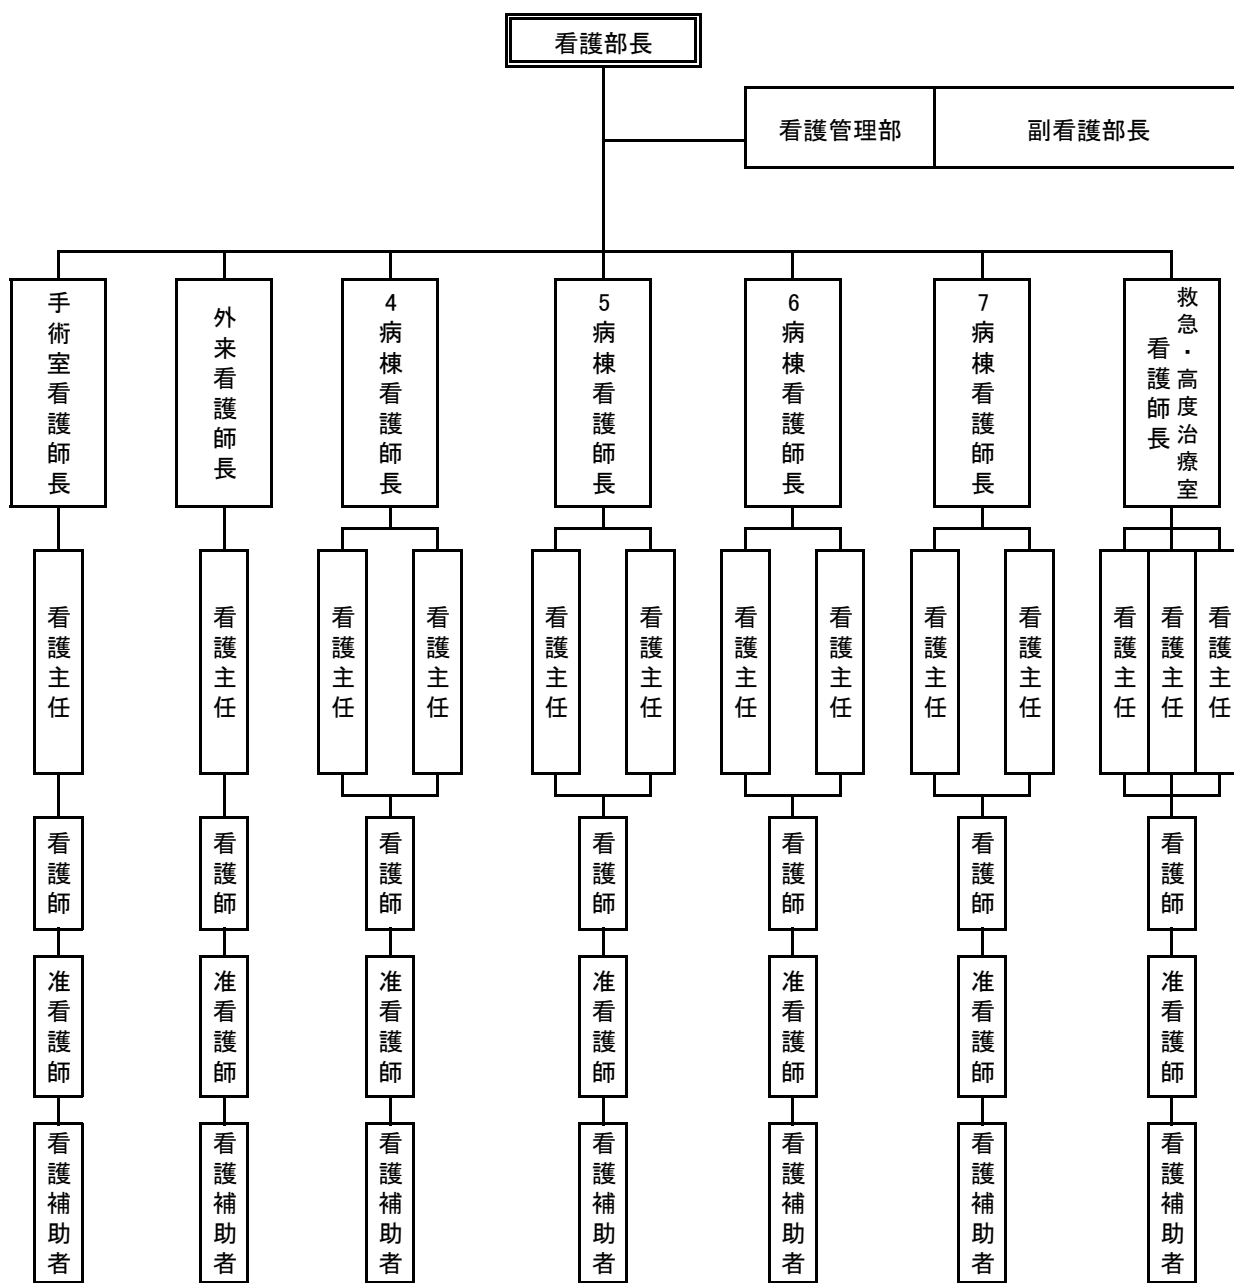 看護部長
看護管理部
副看護部長
手術室看護師長
外来看護師長
4病棟看護師長
5病棟看護師長
6病棟看護師長
7病棟看護師長
救急・高度治療室
看護師長
看護主任
看護主任
看護主任
看護主任
看護主任
看護主任
看護主任
看護主任
看護主任
看護主任
看護主任
看護主任
看護主任
看護師
看護師
看護師
看護師
看護師
看護師
看護師
准看護師
准看護師
准看護師
准看護師
准看護師
准看護師
准看護師
看護補助者
看護補助者
看護補助者
看護補助者
看護補助者
看護補助者
看護補助者